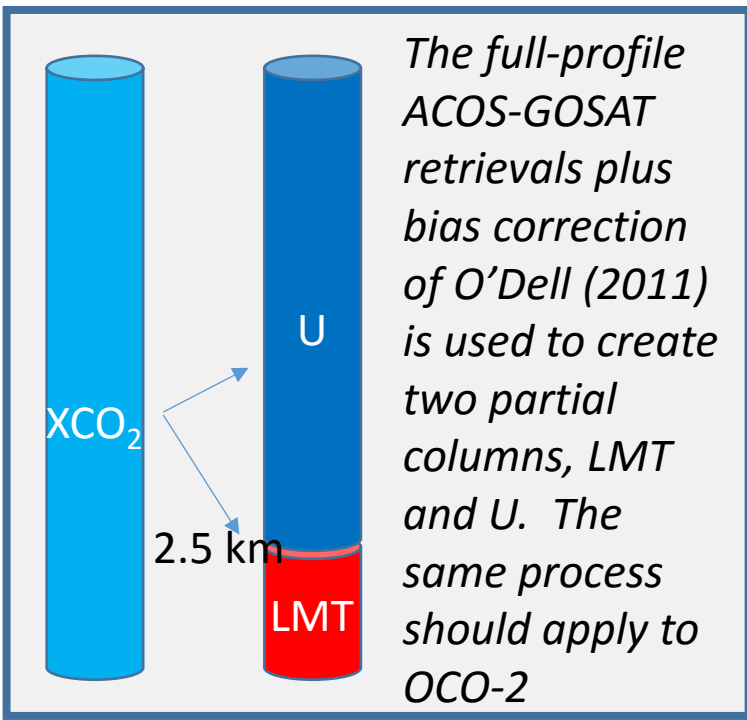 XCO₂
U
2.5 km
LMT
The full-profile
ACOS-GOSAT
retrievals plus
bias correction
of O’Dell (2011)
is used to create
two partial
columns, LMT
and U.  The
same process
should apply to
OCO-2